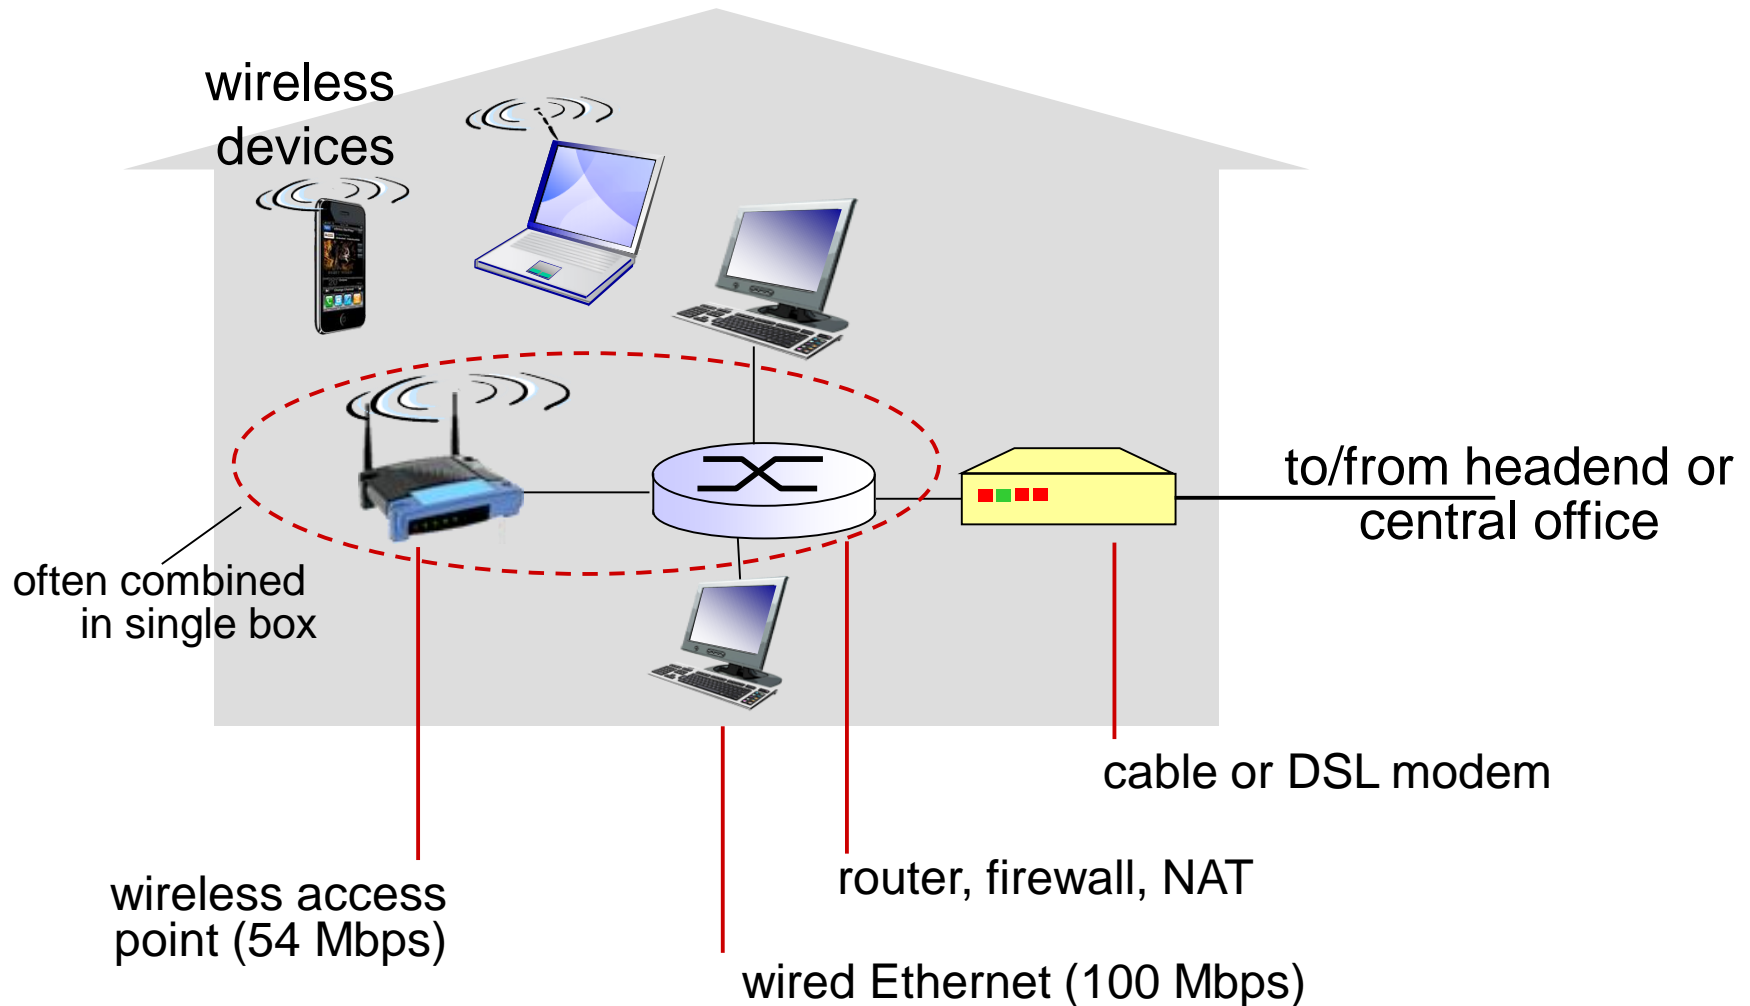 wireless
devices
to/from headend or
central office
often combined
in single box
cable or DSL modem
router, firewall, NAT
wireless access
point (54 Mbps)
wired Ethernet (100 Mbps)